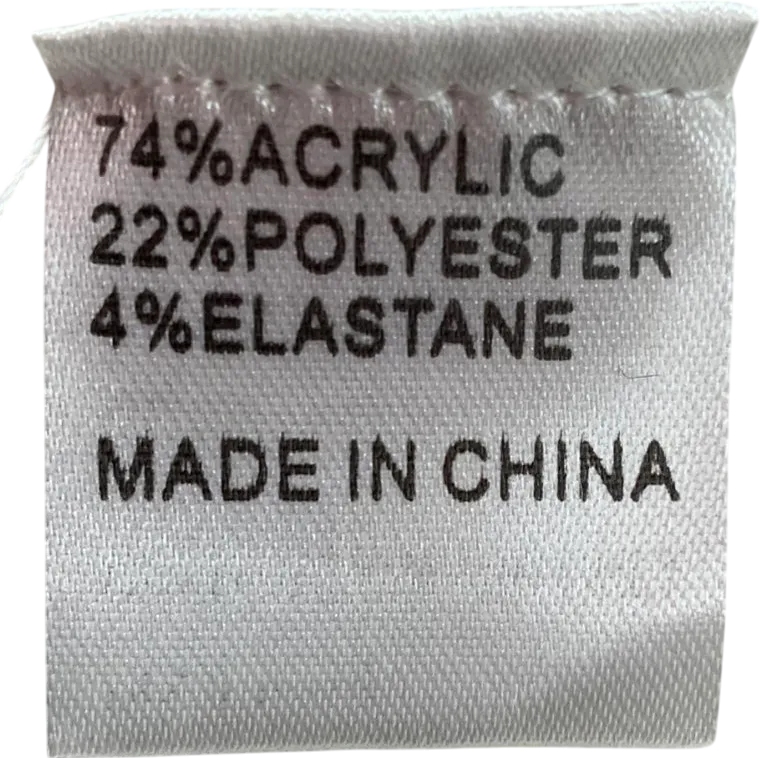 74%ACRYLIC
22%POLYESTER
4%ELASTANE
MADE IN CHINA